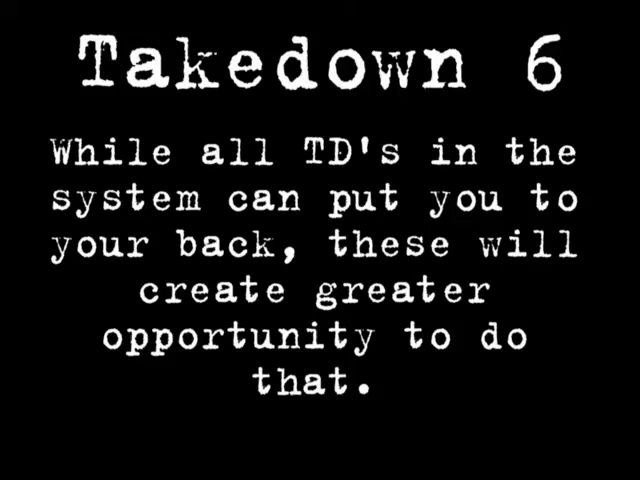 Takedown 6
While all TD's in the
system can put you to
your back, these will
create greater
opportunity to do
that.